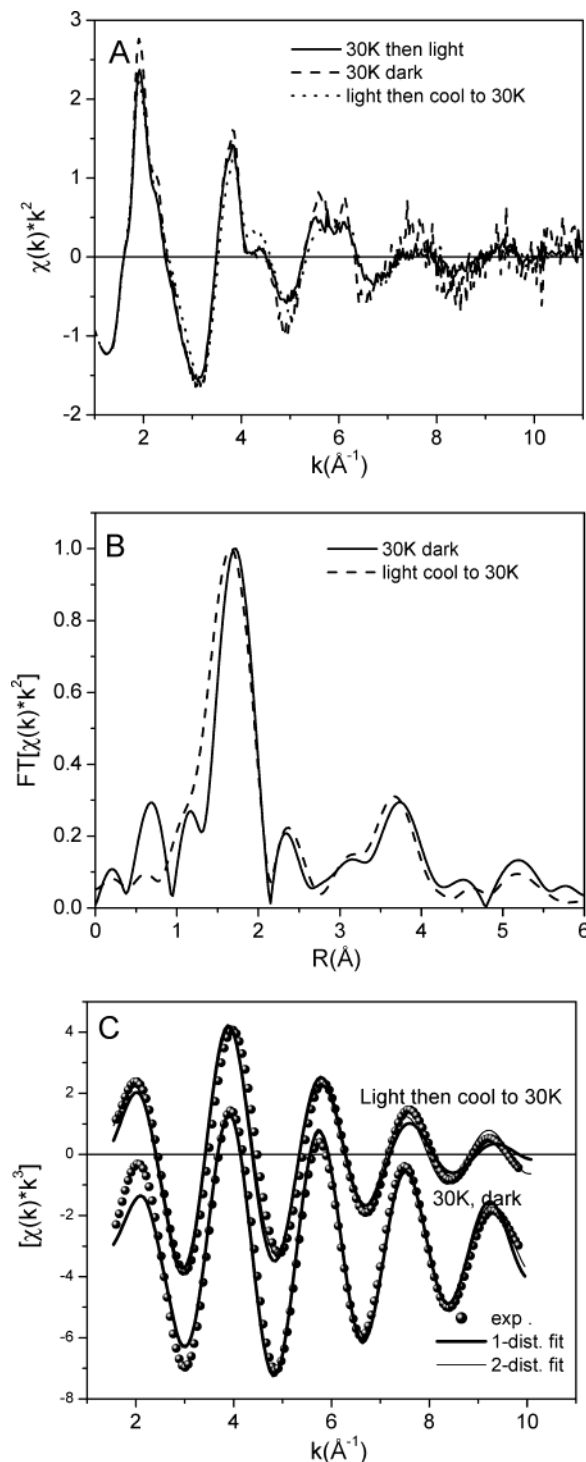 A
30K then light
30K dark
light then cool to 30K
3
2
1
0
-1
-2
χ(k)*k²
2 4 6 8 10
k(Å⁻¹)
B
30K dark
light cool to 30K
1.0
0.8
0.6
0.4
0.2
0.0
FT[χ(k)*k²]
0 1 2 3 4 5 6
R(Å)
C
4
2
0
-2
-4
-6
-8
[χ(k)*k³]
Light then cool to 30K
30K, dark
exp .
1-dist. fit
2-dist. fit
0 2 4 6 8 10
k(Å⁻¹)